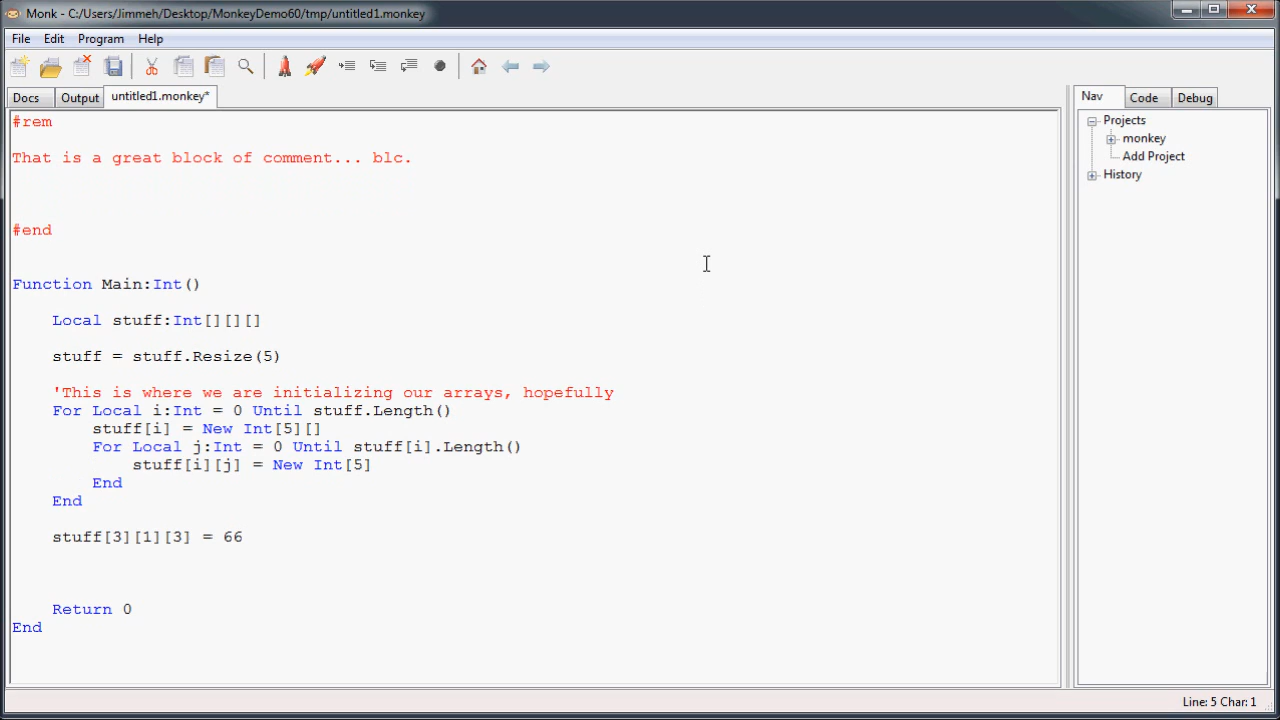 Monk - C:/Users/Jimmeh/Desktop/MonkeyDemo60/tmp/untitled1.monkey
File Edit Program Help
Docs Output untitled1.monkey*
#rem
That is a great block of comment... blc.
#end
Function Main:Int()
Local stuff:Int[][][]
stuff = stuff.Resize(5)
'This is where we are initializing our arrays, hopefully
For Local i:Int = 0 Until stuff.Length()
stuff[i] = New Int[5][]
For Local j:Int = 0 Until stuff[i].Length()
stuff[i][j] = New Int[5]
End
End
stuff[3][1][3] = 66
Return 0
End
Nav Code Debug
Projects
monkey
Add Project
History
Line: 5 Char: 1